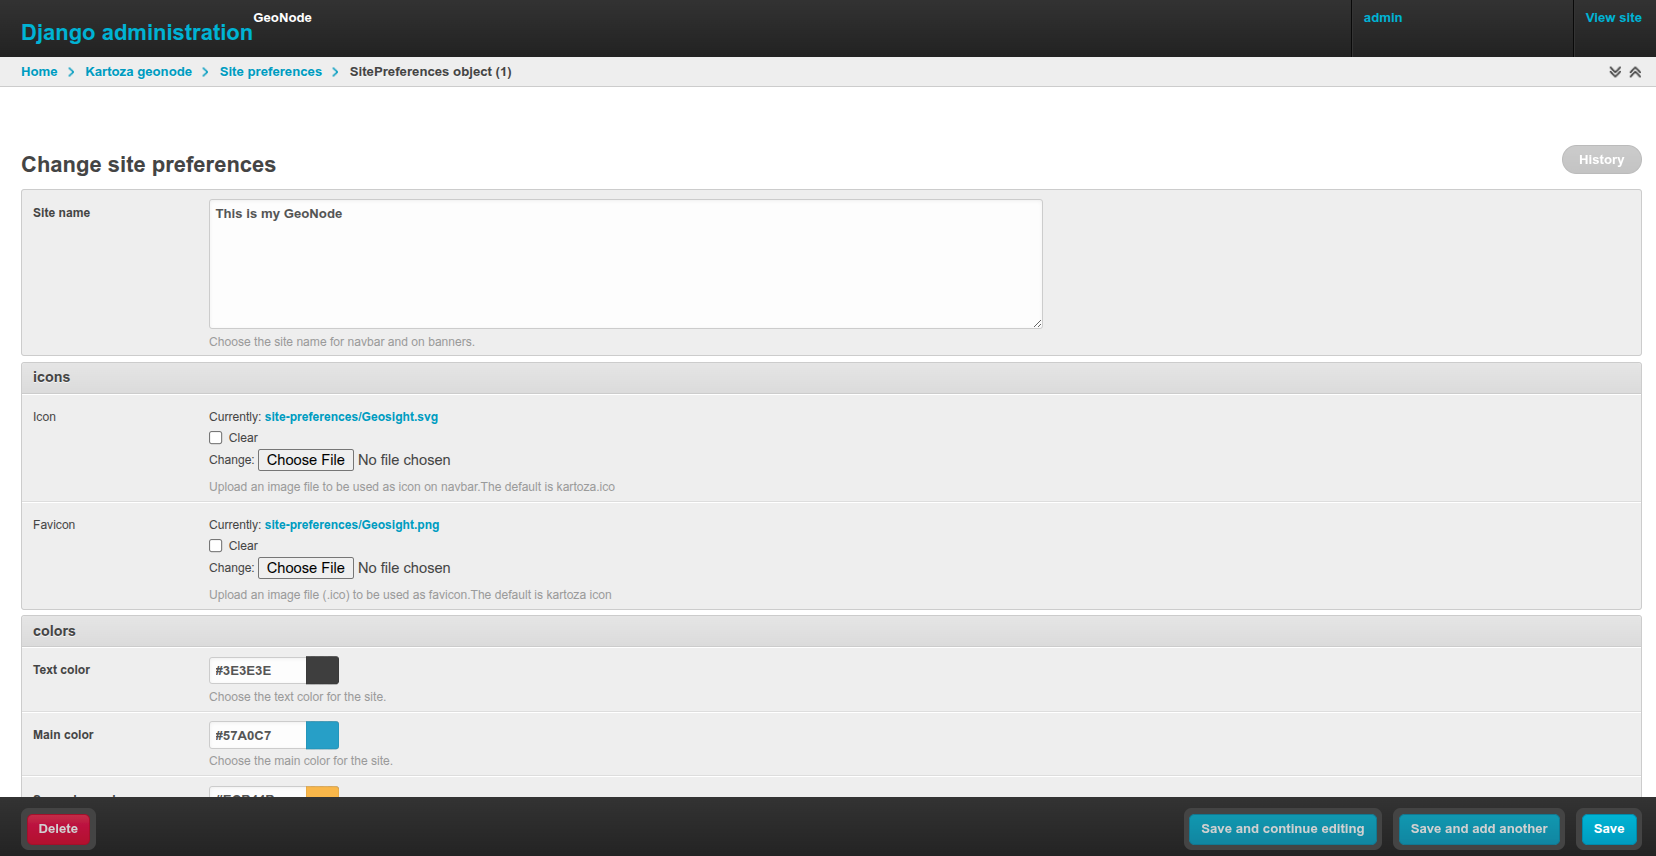 Django administration GeoNode
admin
View site
Home
Kartoza geonode
Site preferences
SitePreferences object (1)
Change site preferences
History
Site name
This is my GeoNode
Choose the site name for navbar and on banners.
icons
Icon
Currently: site-preferences/Geosight.svg
Clear
Change: Choose File No file chosen
Upload an image file to be used as icon on navbar.The default is kartoza.ico
Favicon
Currently: site-preferences/Geosight.png
Clear
Change: Choose File No file chosen
Upload an image file (.ico) to be used as favicon.The default is kartoza icon
colors
Text color
#3E3E3E
Choose the text color for the site.
Main color
#57A0C7
Choose the main color for the site.
Delete
Save and continue editing
Save and add another
Save